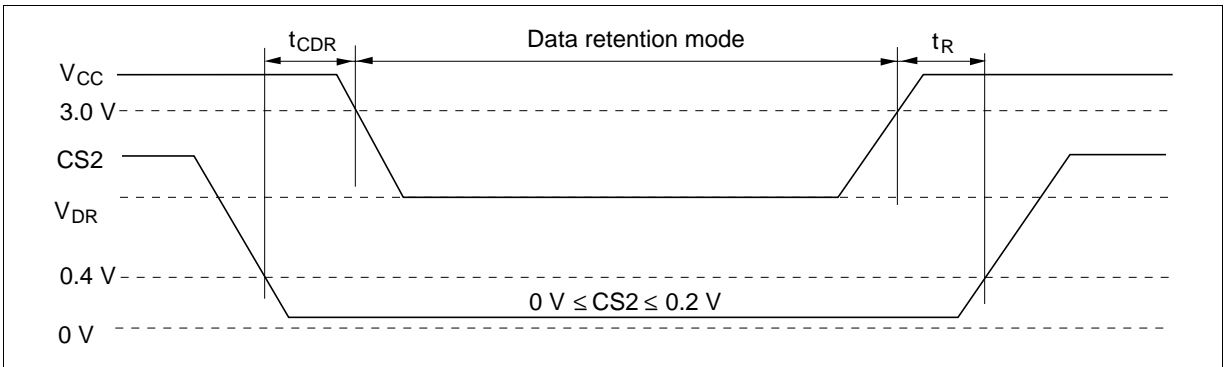 tCDR
Data retention mode
tR
VCC
3.0 V
CS2
VDR
0.4 V
0 V ≤ CS2 ≤ 0.2 V
0 V